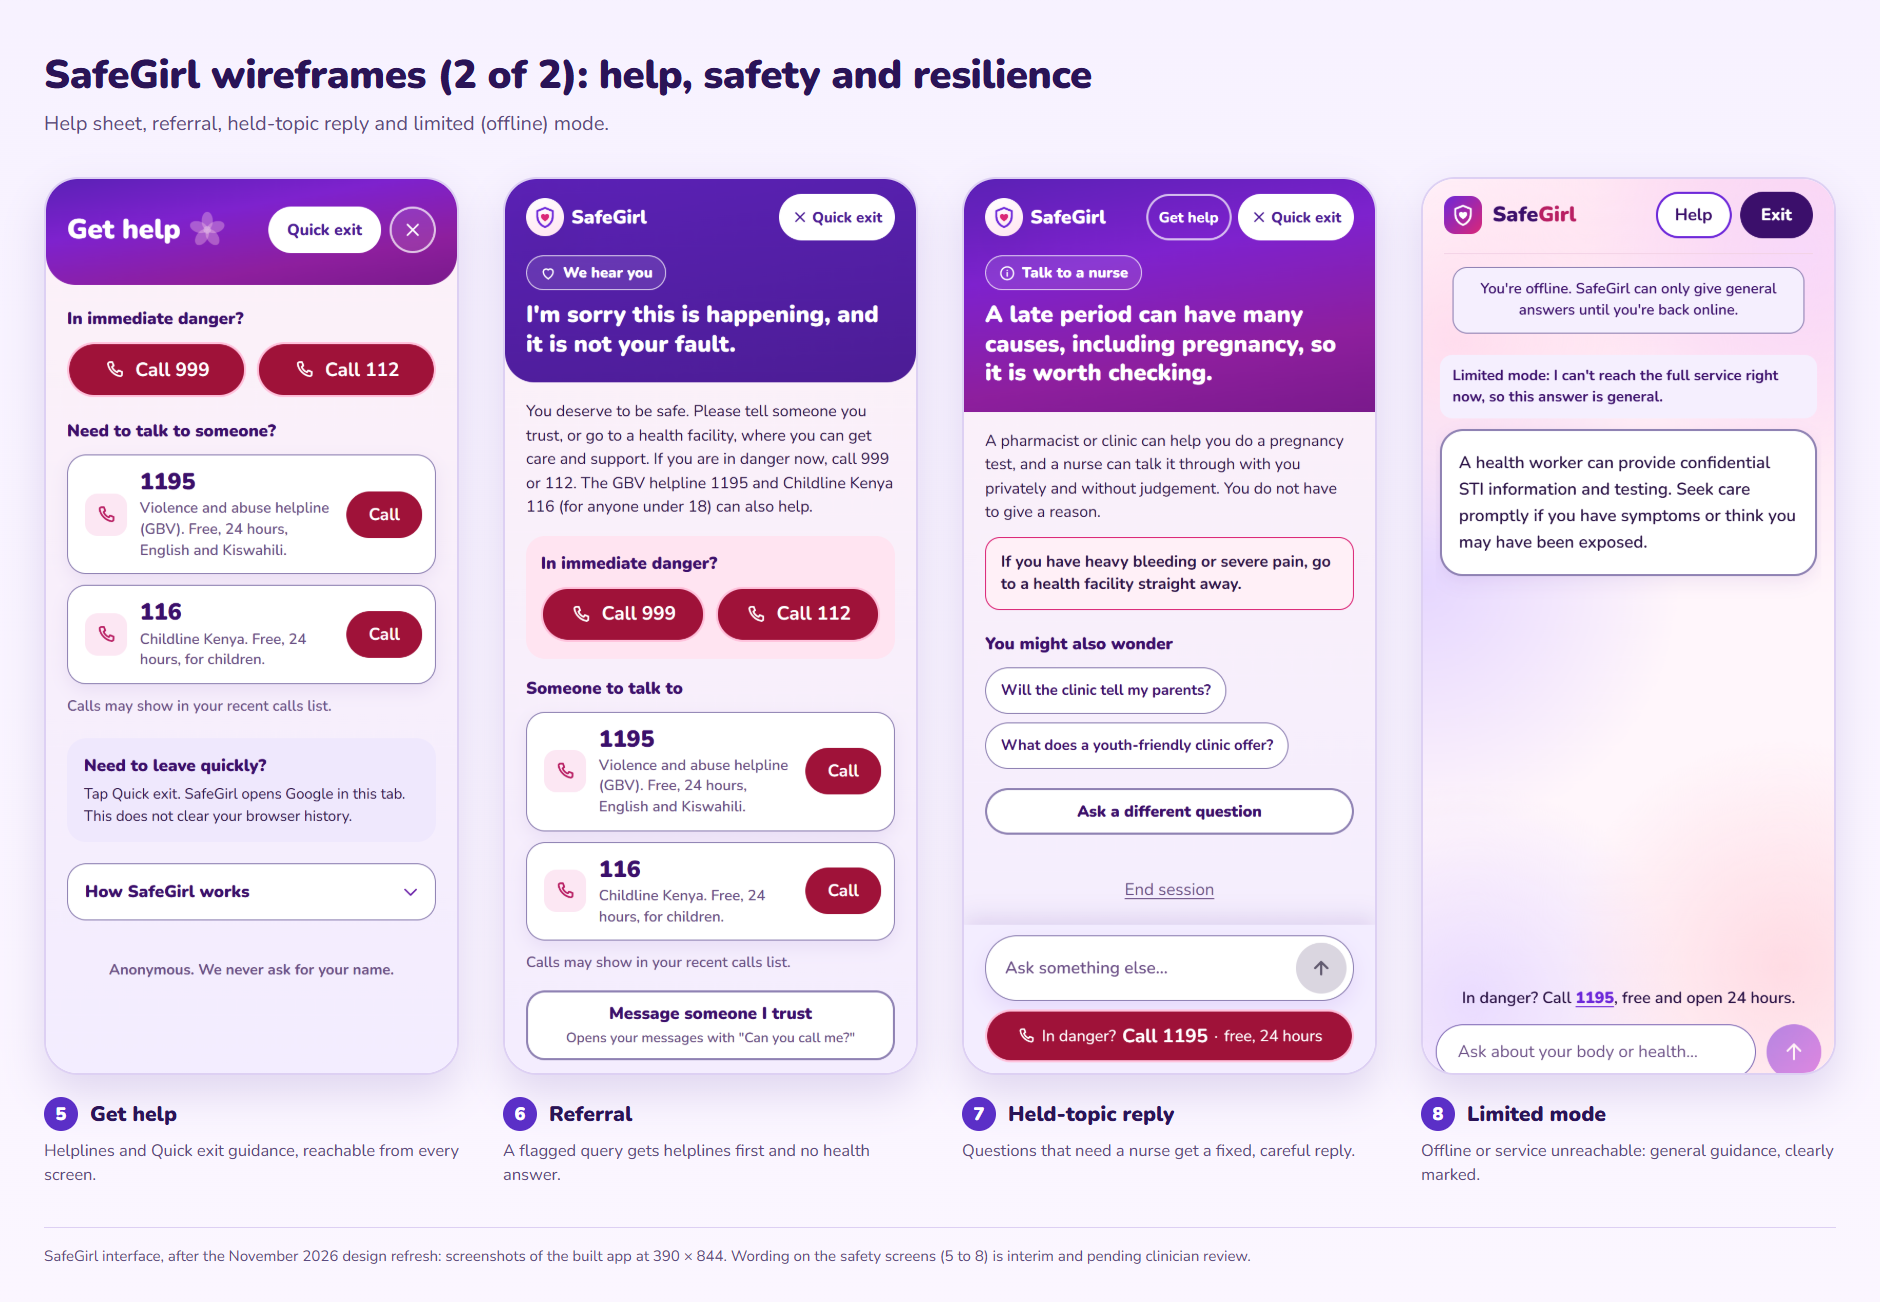 SafeGirl wireframes (2 of 2): help, safety and resilience
Help sheet, referral, held-topic reply and limited (offline) mode.
Get help
Quick exit
In immediate danger?
Call 999
Call 112
Need to talk to someone?
1195
Violence and abuse helpline
(GBV). Free, 24 hours,
English and Kiswahili.
Call
116
Childline Kenya. Free, 24
hours, for children.
Call
Calls may show in your recent calls list.
Need to leave quickly?
Tap Quick exit. SafeGirl opens Google in this tab.
This does not clear your browser history.
How SafeGirl works
Anonymous. We never ask for your name.
5 Get help
Helplines and Quick exit guidance, reachable from every
screen.
SafeGirl
Quick exit
We hear you
I'm sorry this is happening, and
it is not your fault.
You deserve to be safe. Please tell someone you
trust, or go to a health facility, where you can get
care and support. If you are in danger now, call 999
or 112. The GBV helpline 1195 and Childline Kenya
116 (for anyone under 18) can also help.
In immediate danger?
Call 999
Call 112
Someone to talk to
1195
Violence and abuse helpline
(GBV). Free, 24 hours,
English and Kiswahili.
Call
116
Childline Kenya. Free, 24
hours, for children.
Call
Calls may show in your recent calls list.
Message someone I trust
Opens your messages with "Can you call me?"
6 Referral
A flagged query gets helplines first and no health
answer.
SafeGirl
Get help
Quick exit
Talk to a nurse
A late period can have many
causes, including pregnancy, so
it is worth checking.
A pharmacist or clinic can help you do a pregnancy
test, and a nurse can talk it through with you
privately and without judgement. You do not have
to give a reason.
If you have heavy bleeding or severe pain, go
to a health facility straight away.
You might also wonder
Will the clinic tell my parents?
What does a youth-friendly clinic offer?
Ask a different question
End session
Ask something else...
In danger? Call 1195 · free, 24 hours
7 Held-topic reply
Questions that need a nurse get a fixed, careful reply.
SafeGirl
Help
Exit
You're offline. SafeGirl can only give general
answers until you're back online.
Limited mode: I can't reach the full service right
now, so this answer is general.
A health worker can provide confidential
STI information and testing. Seek care
promptly if you have symptoms or think you
may have been exposed.
In danger? Call 1195, free and open 24 hours.
Ask about your body or health...
8 Limited mode
Offline or service unreachable: general guidance, clearly
marked.
SafeGirl interface, after the November 2026 design refresh: screenshots of the built app at 390 × 844. Wording on the safety screens (5 to 8) is interim and pending clinician review.